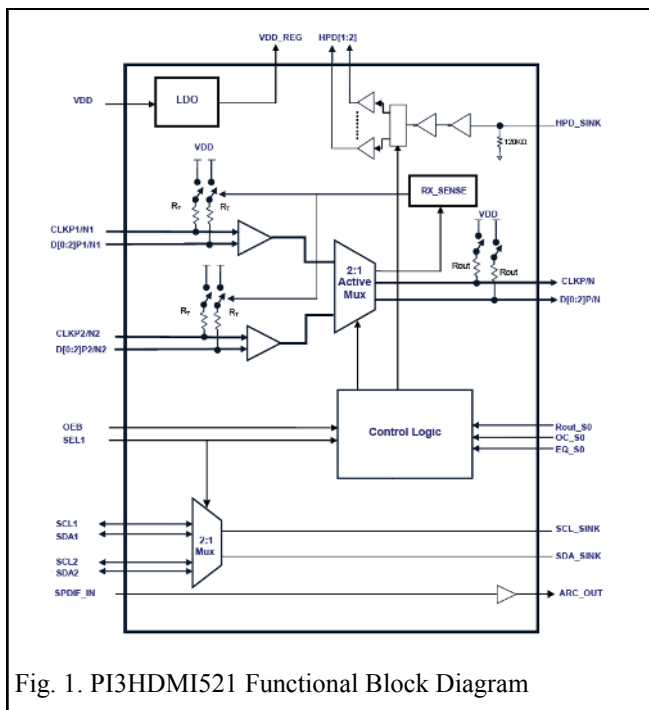 VDD_REG HPD[1:2]
VDD
LDO
HPD_SINK
120KΩ
VDD
RX_SENSE
VDD
RT RT
CLKP1/N1
D[0:2]P1/N1
Rout Rout
2:1
Active
Mux
CLKP/N
D[0:2]P/N
RT RT
CLKP2/N2
D[0:2]P2/N2
OEB
SEL1
Control Logic
Rout_S0
OC_S0
EQ_S0
SCL1
SDA1
2:1
Mux
SCL2
SDA2
SCL_SINK
SDA_SINK
SPDIF_IN
ARC_OUT
Fig. 1. PI3HDMI521 Functional Block Diagram